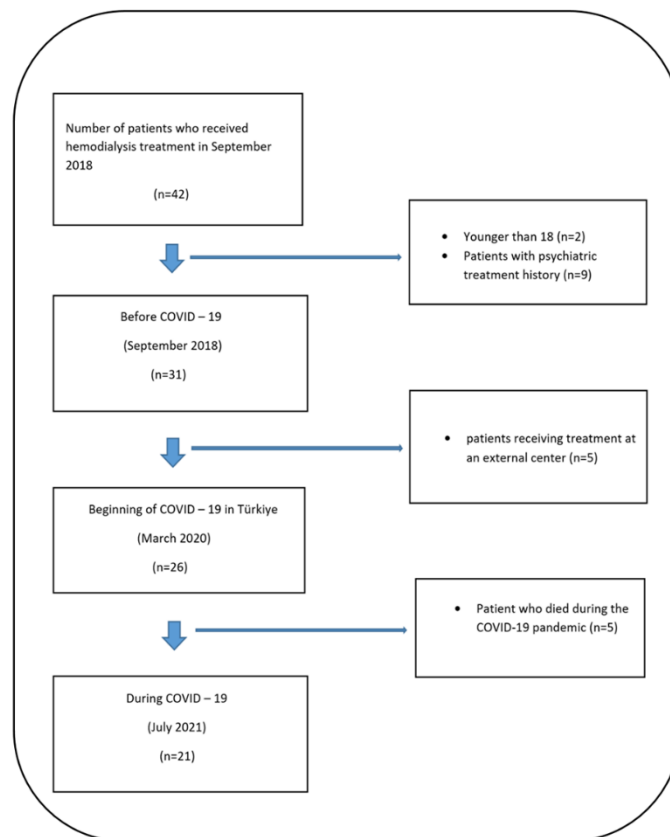 Number of patients who received
hemodialysis treatment in September
2018
(n=42)
• Younger than 18 (n=2)
• Patients with psychiatric
treatment history (n=9)
Before COVID – 19
(September 2018)
(n=31)
• patients receiving treatment at
an external center (n=5)
Beginning of COVID – 19 in Türkiye
(March 2020)
(n=26)
• Patient who died during the
COVID-19 pandemic (n=5)
During COVID – 19
(July 2021)
(n=21)